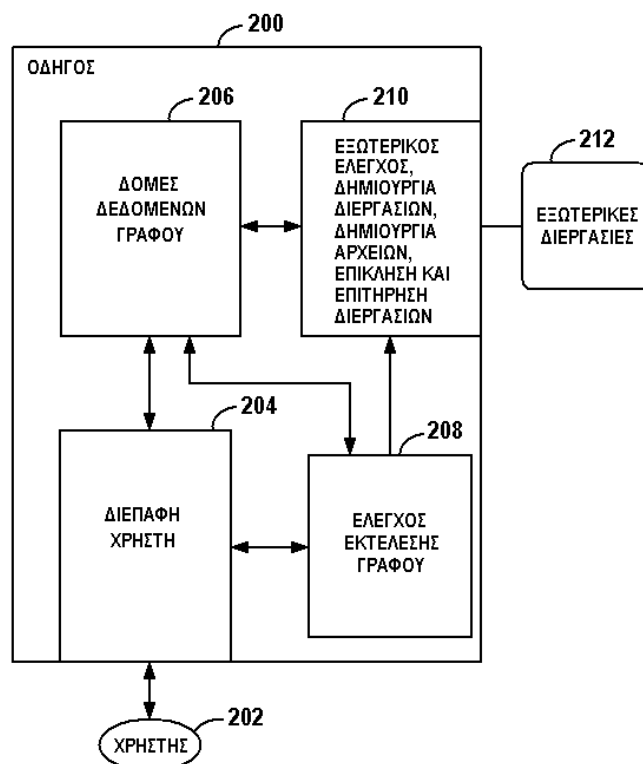 200
ΟΔΗΓΟΣ
206
ΔΟΜΕΣ
ΔΕΔΟΜΕΝΩΝ
ΓΡΑΦΟΥ
210
ΕΞΩΤΕΡΙΚΟΣ
ΕΛΕΓΧΟΣ,
ΔΗΜΙΟΥΡΓΙΑ
ΔΙΕΡΓΑΣΙΩΝ,
ΔΗΜΙΟΥΡΓΙΑ
ΑΡΧΕΙΩΝ,
ΕΠΙΚΛΗΣΗ ΚΑΙ
ΕΠΙΤΗΡΗΣΗ
ΔΙΕΡΓΑΣΙΩΝ
212
ΕΞΩΤΕΡΙΚΕΣ
ΔΙΕΡΓΑΣΙΕΣ
204
ΔΙΕΠΑΦΗ
ΧΡΗΣΤΗ
208
ΕΛΕΓΧΟΣ
ΕΚΤΕΛΕΣΗΣ
ΓΡΑΦΟΥ
202
ΧΡΗΣΤΗΣ